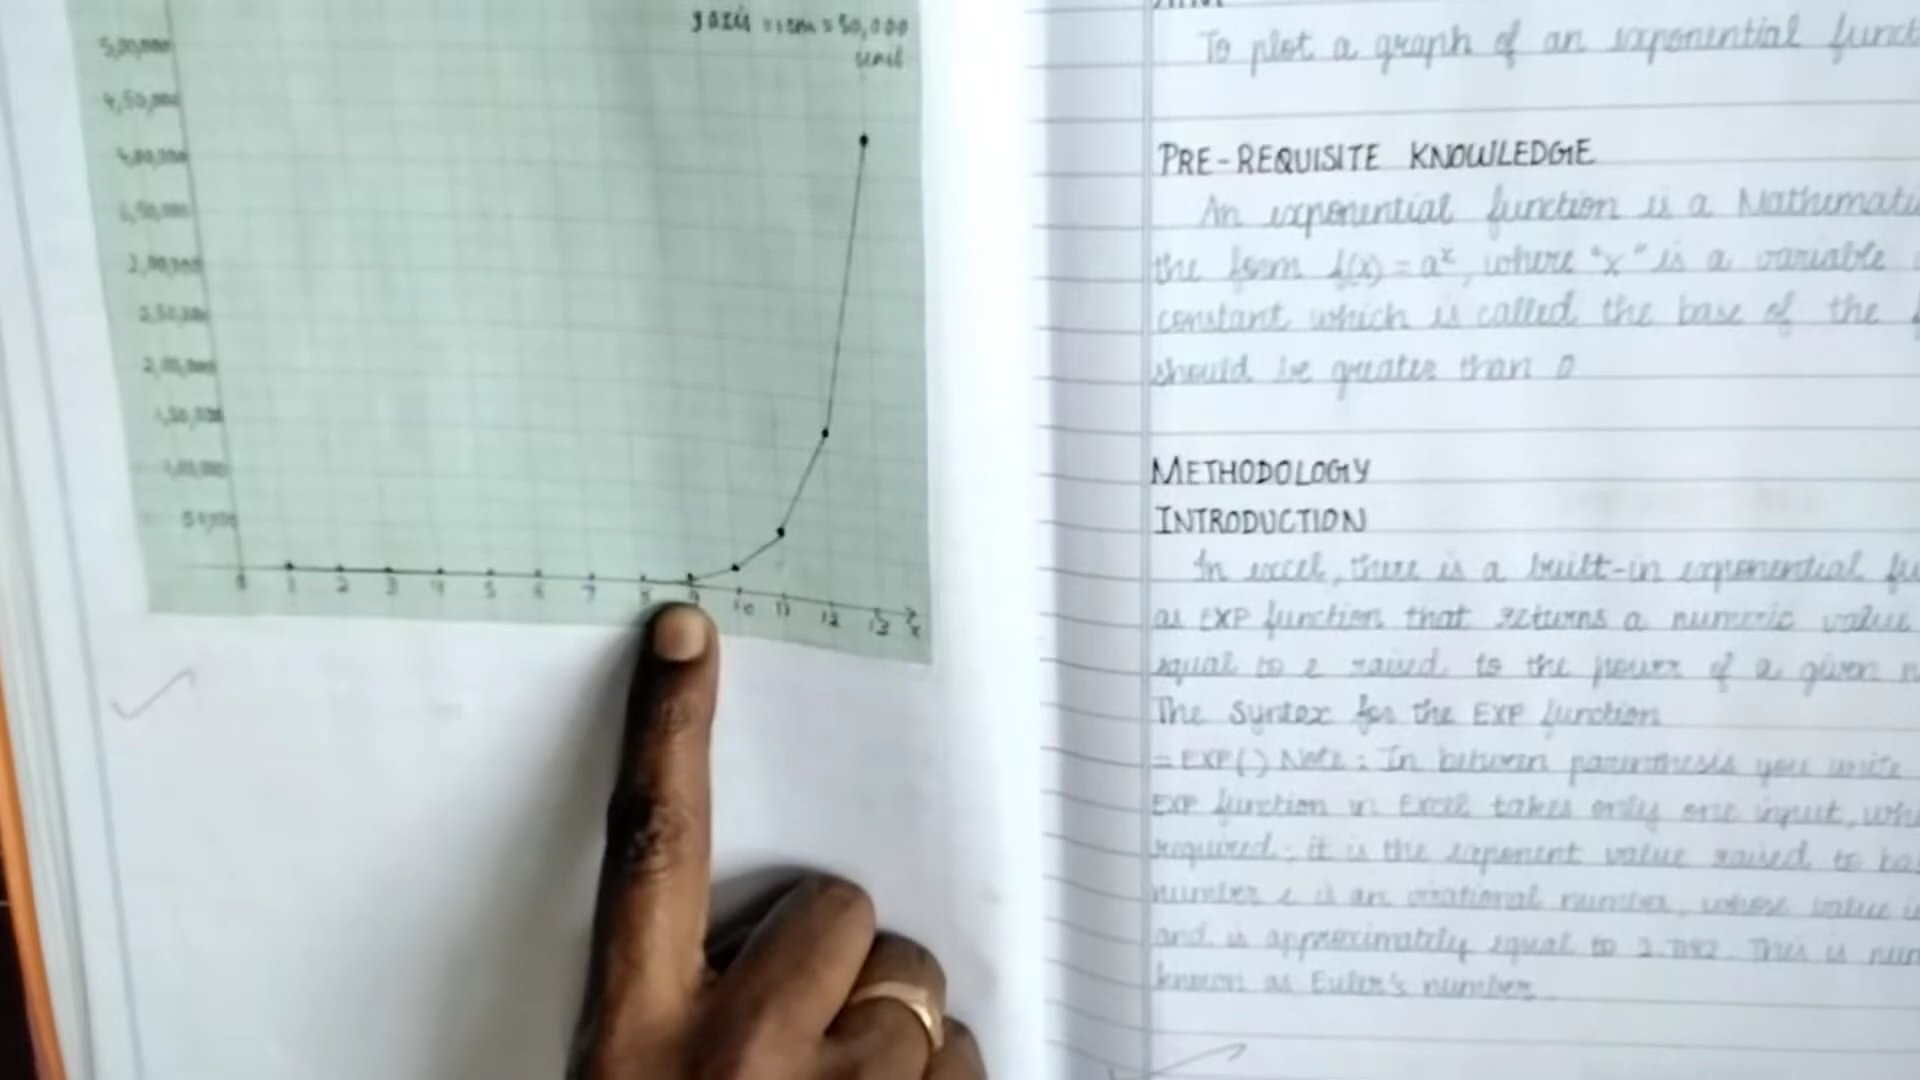 y axis = 1cm = 50,000
unit
5,00,000
4,50,000
4,00,000
3,50,000
3,00,000
2,50,000
2,00,000
1,50,000
1,00,000
50,000
0 1 2 3 4 5 6 7 8 9 10 11 12 13 x
To plot a graph of an exponential funct
PRE-REQUISITE KNOWLEDGE
An exponential function is a Mathemati
the form f(x) = aˣ, where "x" is a variable
constant which is called the base of the
should be greater than 0
METHODOLOGY
INTRODUCTION
In excel, there is a built-in exponential fu
as EXP function that returns a numeric value
equal to e raised to the power of a given n
The Syntex for the EXP function
=EXP() Note: In between parenthesis you write
EXP function in Excel takes only one input, whi
required; it is the exponent value raised to ba
number e is an irrational number, whose value is
and is approximately equal to This is num
known as Euler's number.